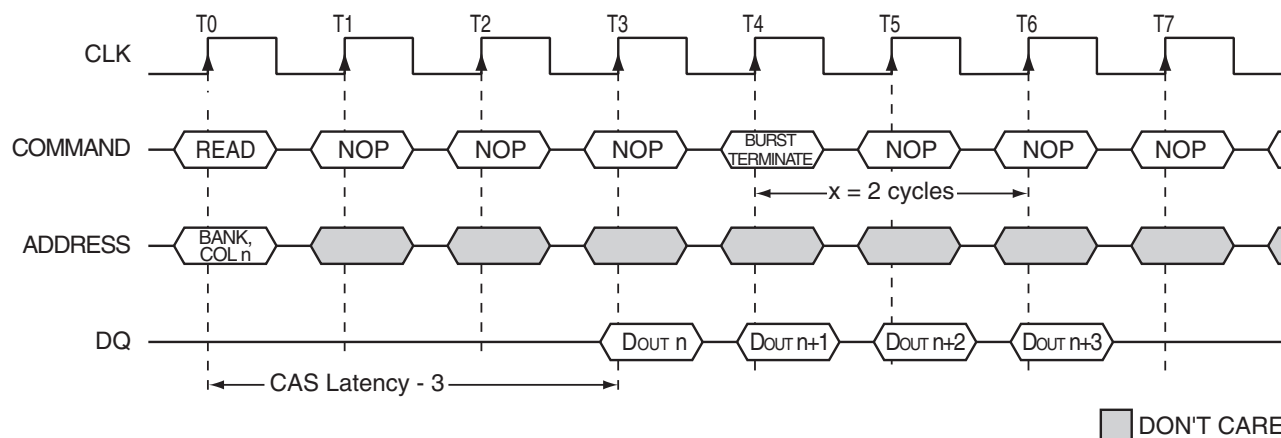 T0 T1 T2 T3 T4 T5 T6 T7
CLK
COMMAND READ NOP NOP NOP BURST TERMINATE NOP NOP NOP
x = 2 cycles
ADDRESS BANK, COL n
DQ DOUT n DOUT n+1 DOUT n+2 DOUT n+3
CAS Latency - 3
DON'T CARE